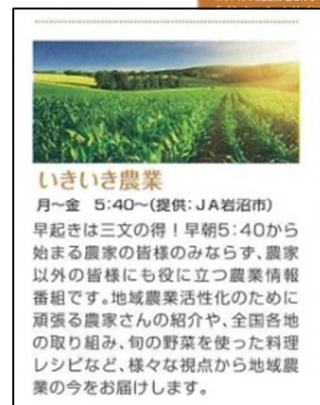 いきいき農業
月～金　5:40～(提供:ＪＡ岩沼市)
早起きは三文の得！早朝5:40から
始まる農家の皆様のみならず、農家
以外の皆様にも役に立つ農業情報
番組です。地域農業活性化のために
頑張る農家さんの紹介や、全国各地
の取り組み、旬の野菜を使った料理
レシピなど、様々な視点から地域農
業の今をお届けします。